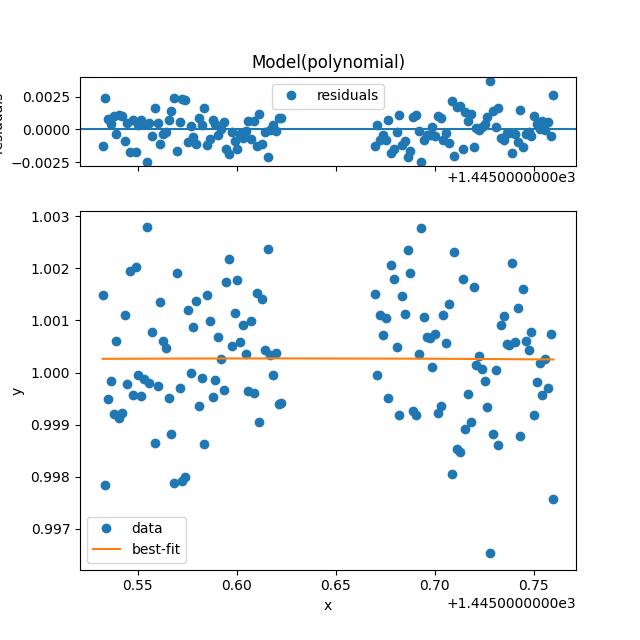 Model(polynomial)
0.0025
0.0000
−0.0025
residuals
+1.4450000000e3
1.003
1.002
1.001
1.000
0.999
0.998
0.997
y
data
best-fit
0.55
0.60
0.65
0.70
0.75
x
+1.4450000000e3